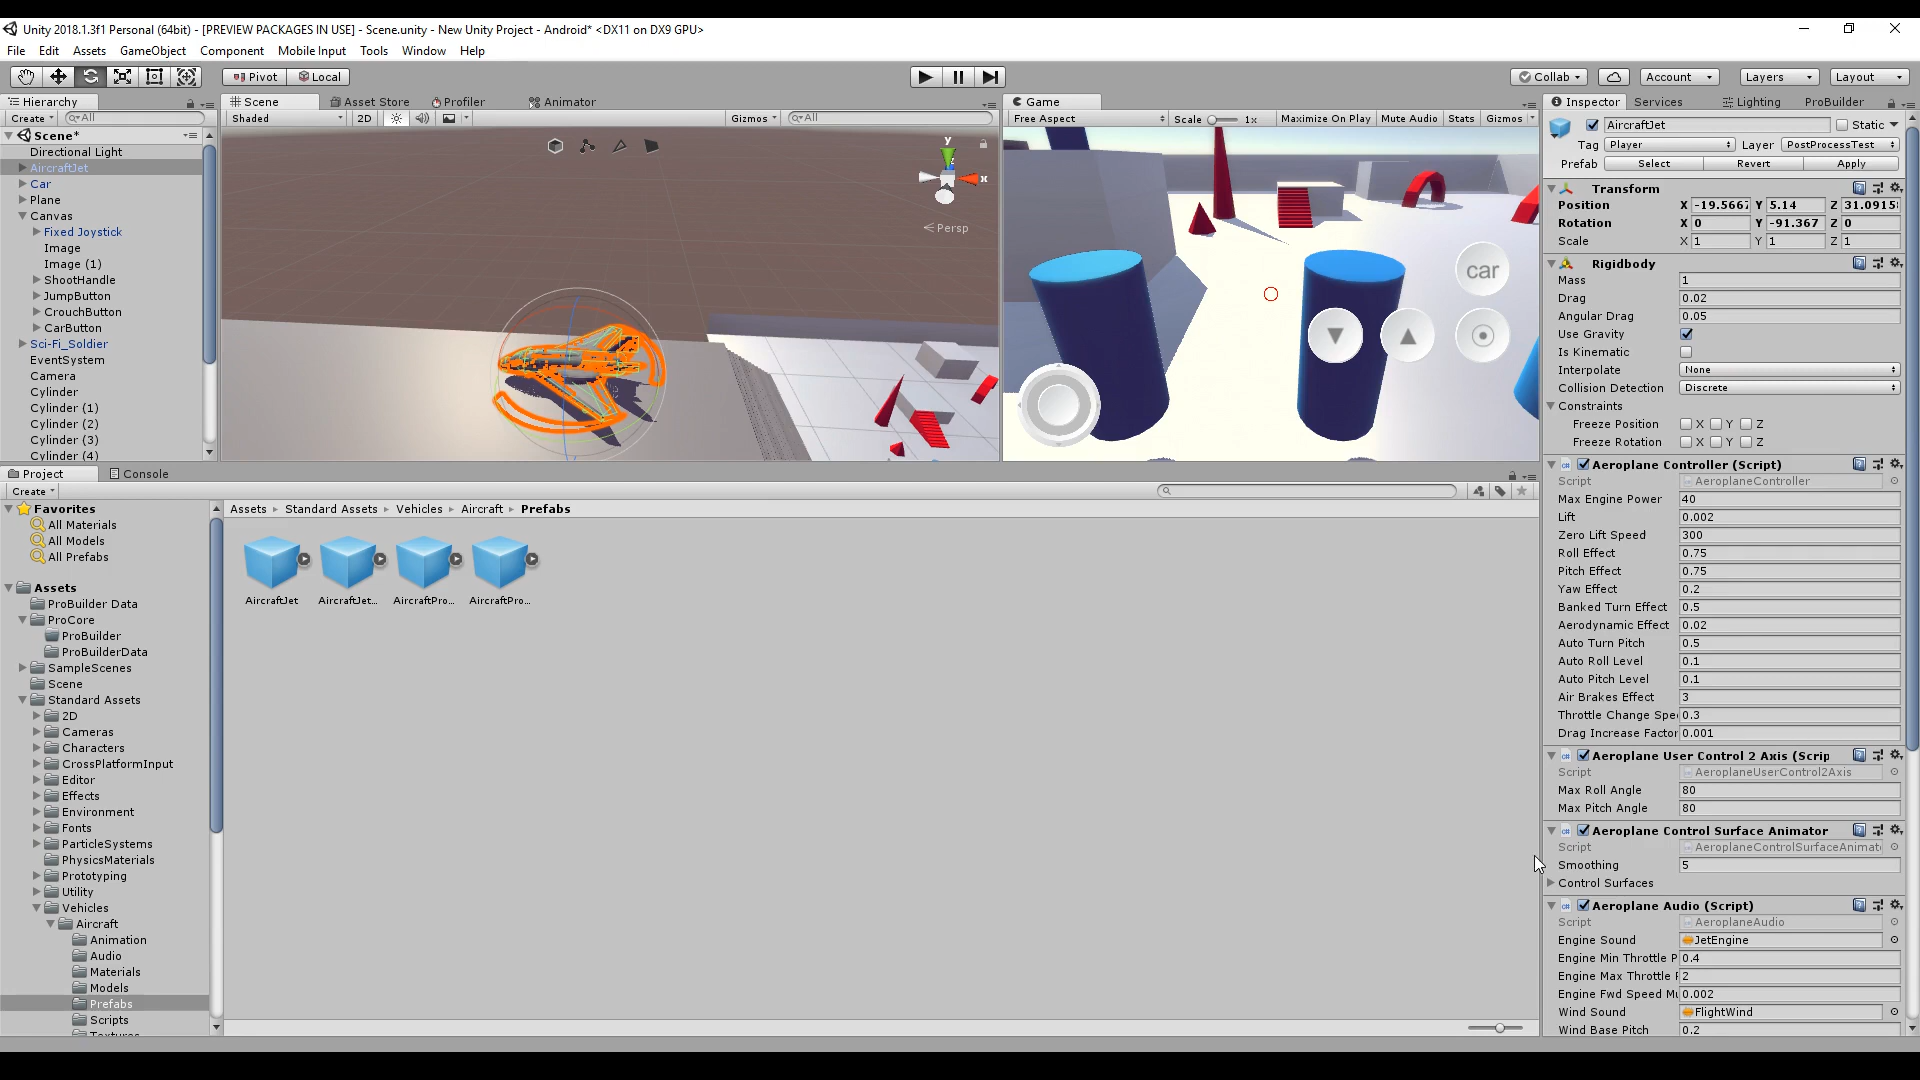 Unity 2018.1.3f1 Personal (64bit) - [PREVIEW PACKAGES IN USE] - Scene.unity - New Unity Project - Android* <DX11 on DX9 GPU>
File Edit Assets GameObject Component Mobile Input Tools Window Help
Pivot Local Collab Account Layers Layout
Hierarchy
Create All
Scene*
Directional Light
AircraftJet
Car
Plane
Canvas
Fixed Joystick
Image
Image (1)
ShootHandle
JumpButton
CrouchButton
CarButton
Sci-Fi_Soldier
EventSystem
Camera
Cylinder
Cylinder (1)
Cylinder (2)
Cylinder (3)
Cylinder (4)
Scene Asset Store Profiler Animator
Shaded 2D Gizmos All
y
x
Persp
Game
Free Aspect Scale 1x Maximize On Play Mute Audio Stats Gizmos
car
Project Console
Create
Favorites
All Materials
All Models
All Prefabs
Assets
ProBuilder Data
ProCore
ProBuilder
ProBuilderData
SampleScenes
Scene
Standard Assets
2D
Cameras
Characters
CrossPlatformInput
Editor
Effects
Environment
Fonts
ParticleSystems
PhysicsMaterials
Prototyping
Utility
Vehicles
Aircraft
Animation
Audio
Materials
Models
Prefabs
Scripts
Textures
Assets Standard Assets Vehicles Aircraft Prefabs
AircraftJet AircraftJet... AircraftPro... AircraftPro...
Inspector Services Lighting ProBuilder
AircraftJet Static
Tag Player Layer PostProcessTest
Prefab Select Revert Apply
Transform
Position X -19.5667 Y 5.14 Z 31.0915
Rotation X 0 Y -91.367 Z 0
Scale X 1 Y 1 Z 1
Rigidbody
Mass 1
Drag 0.02
Angular Drag 0.05
Use Gravity
Is Kinematic
Interpolate None
Collision Detection Discrete
Constraints
Freeze Position X Y Z
Freeze Rotation X Y Z
Aeroplane Controller (Script)
Script AeroplaneController
Max Engine Power 40
Lift 0.002
Zero Lift Speed 300
Roll Effect 0.75
Pitch Effect 0.75
Yaw Effect 0.2
Banked Turn Effect 0.5
Aerodynamic Effect 0.02
Auto Turn Pitch 0.5
Auto Roll Level 0.1
Auto Pitch Level 0.1
Air Brakes Effect 3
Throttle Change Spe 0.3
Drag Increase Factor 0.001
Aeroplane User Control 2 Axis (Scrip
Script AeroplaneUserControl2Axis
Max Roll Angle 80
Max Pitch Angle 80
Aeroplane Control Surface Animator
Script AeroplaneControlSurfaceAnimat
Smoothing 5
Control Surfaces
Aeroplane Audio (Script)
Script AeroplaneAudio
Engine Sound JetEngine
Engine Min Throttle P 0.4
Engine Max Throttle P 2
Engine Fwd Speed Mu 0.002
Wind Sound FlightWind
Wind Base Pitch 0.2